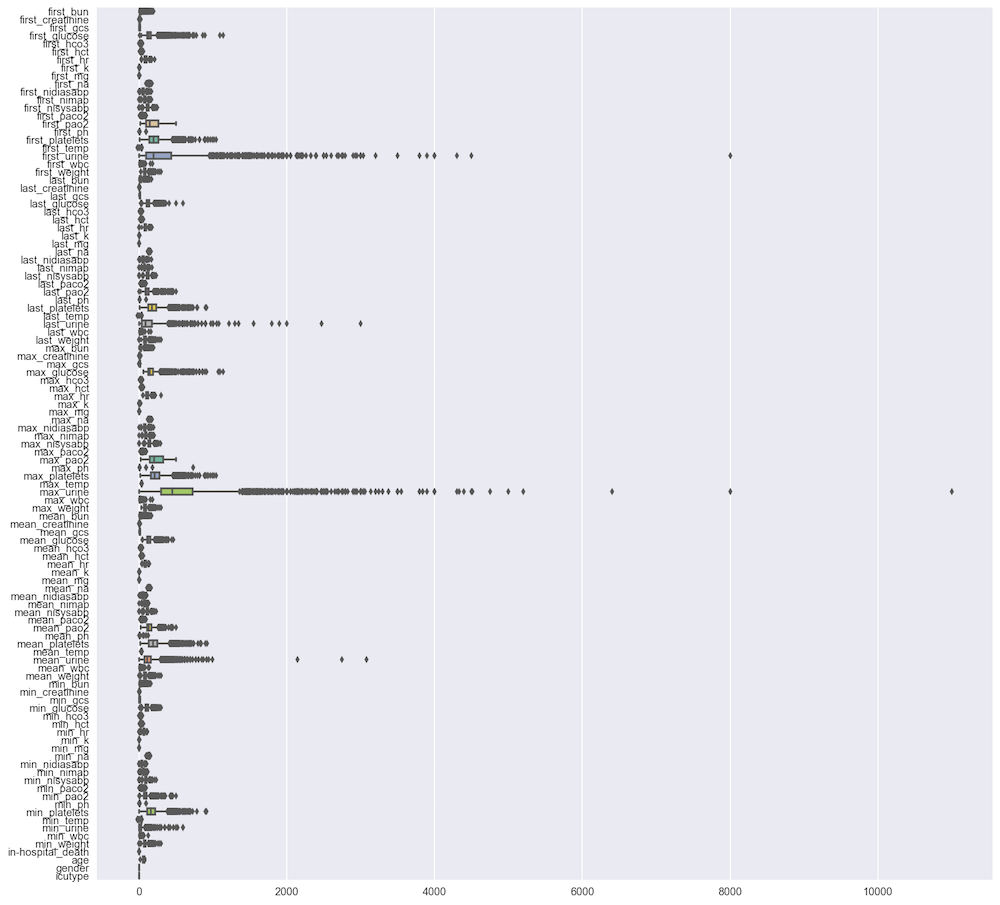 first_bun
first_creatinine
first_gcs
first_glucose
first_hco3
first_hct
first_hr
first_k
first_mg
first_na
first_nidiasabp
first_nimap
first_nisysabp
first_paco2
first_pao2
first_ph
first_platelets
first_temp
first_urine
first_wbc
first_weight
last_bun
last_creatinine
last_gcs
last_glucose
last_hco3
last_hct
last_hr
last_k
last_mg
last_na
last_nidiasabp
last_nimap
last_nisysabp
last_paco2
last_pao2
last_ph
last_platelets
last_temp
last_urine
last_wbc
last_weight
max_bun
max_creatinine
max_gcs
max_glucose
max_hco3
max_hct
max_hr
max_k
max_mg
max_na
max_nidiasabp
max_nimap
max_nisysabp
max_paco2
max_pao2
max_ph
max_platelets
max_temp
max_urine
max_wbc
max_weight
mean_bun
mean_creatinine
mean_gcs
mean_glucose
mean_hco3
mean_hct
mean_hr
mean_k
mean_mg
mean_na
mean_nidiasabp
mean_nimap
mean_nisysabp
mean_paco2
mean_pao2
mean_ph
mean_platelets
mean_temp
mean_urine
mean_wbc
mean_weight
min_bun
min_creatinine
min_gcs
min_glucose
min_hco3
min_hct
min_hr
min_k
min_mg
min_na
min_nidiasabp
min_nimap
min_nisysabp
min_paco2
min_pao2
min_ph
min_platelets
min_temp
min_urine
min_wbc
min_weight
in-hospital_death
age
gender
icutype
0 2000 4000 6000 8000 10000